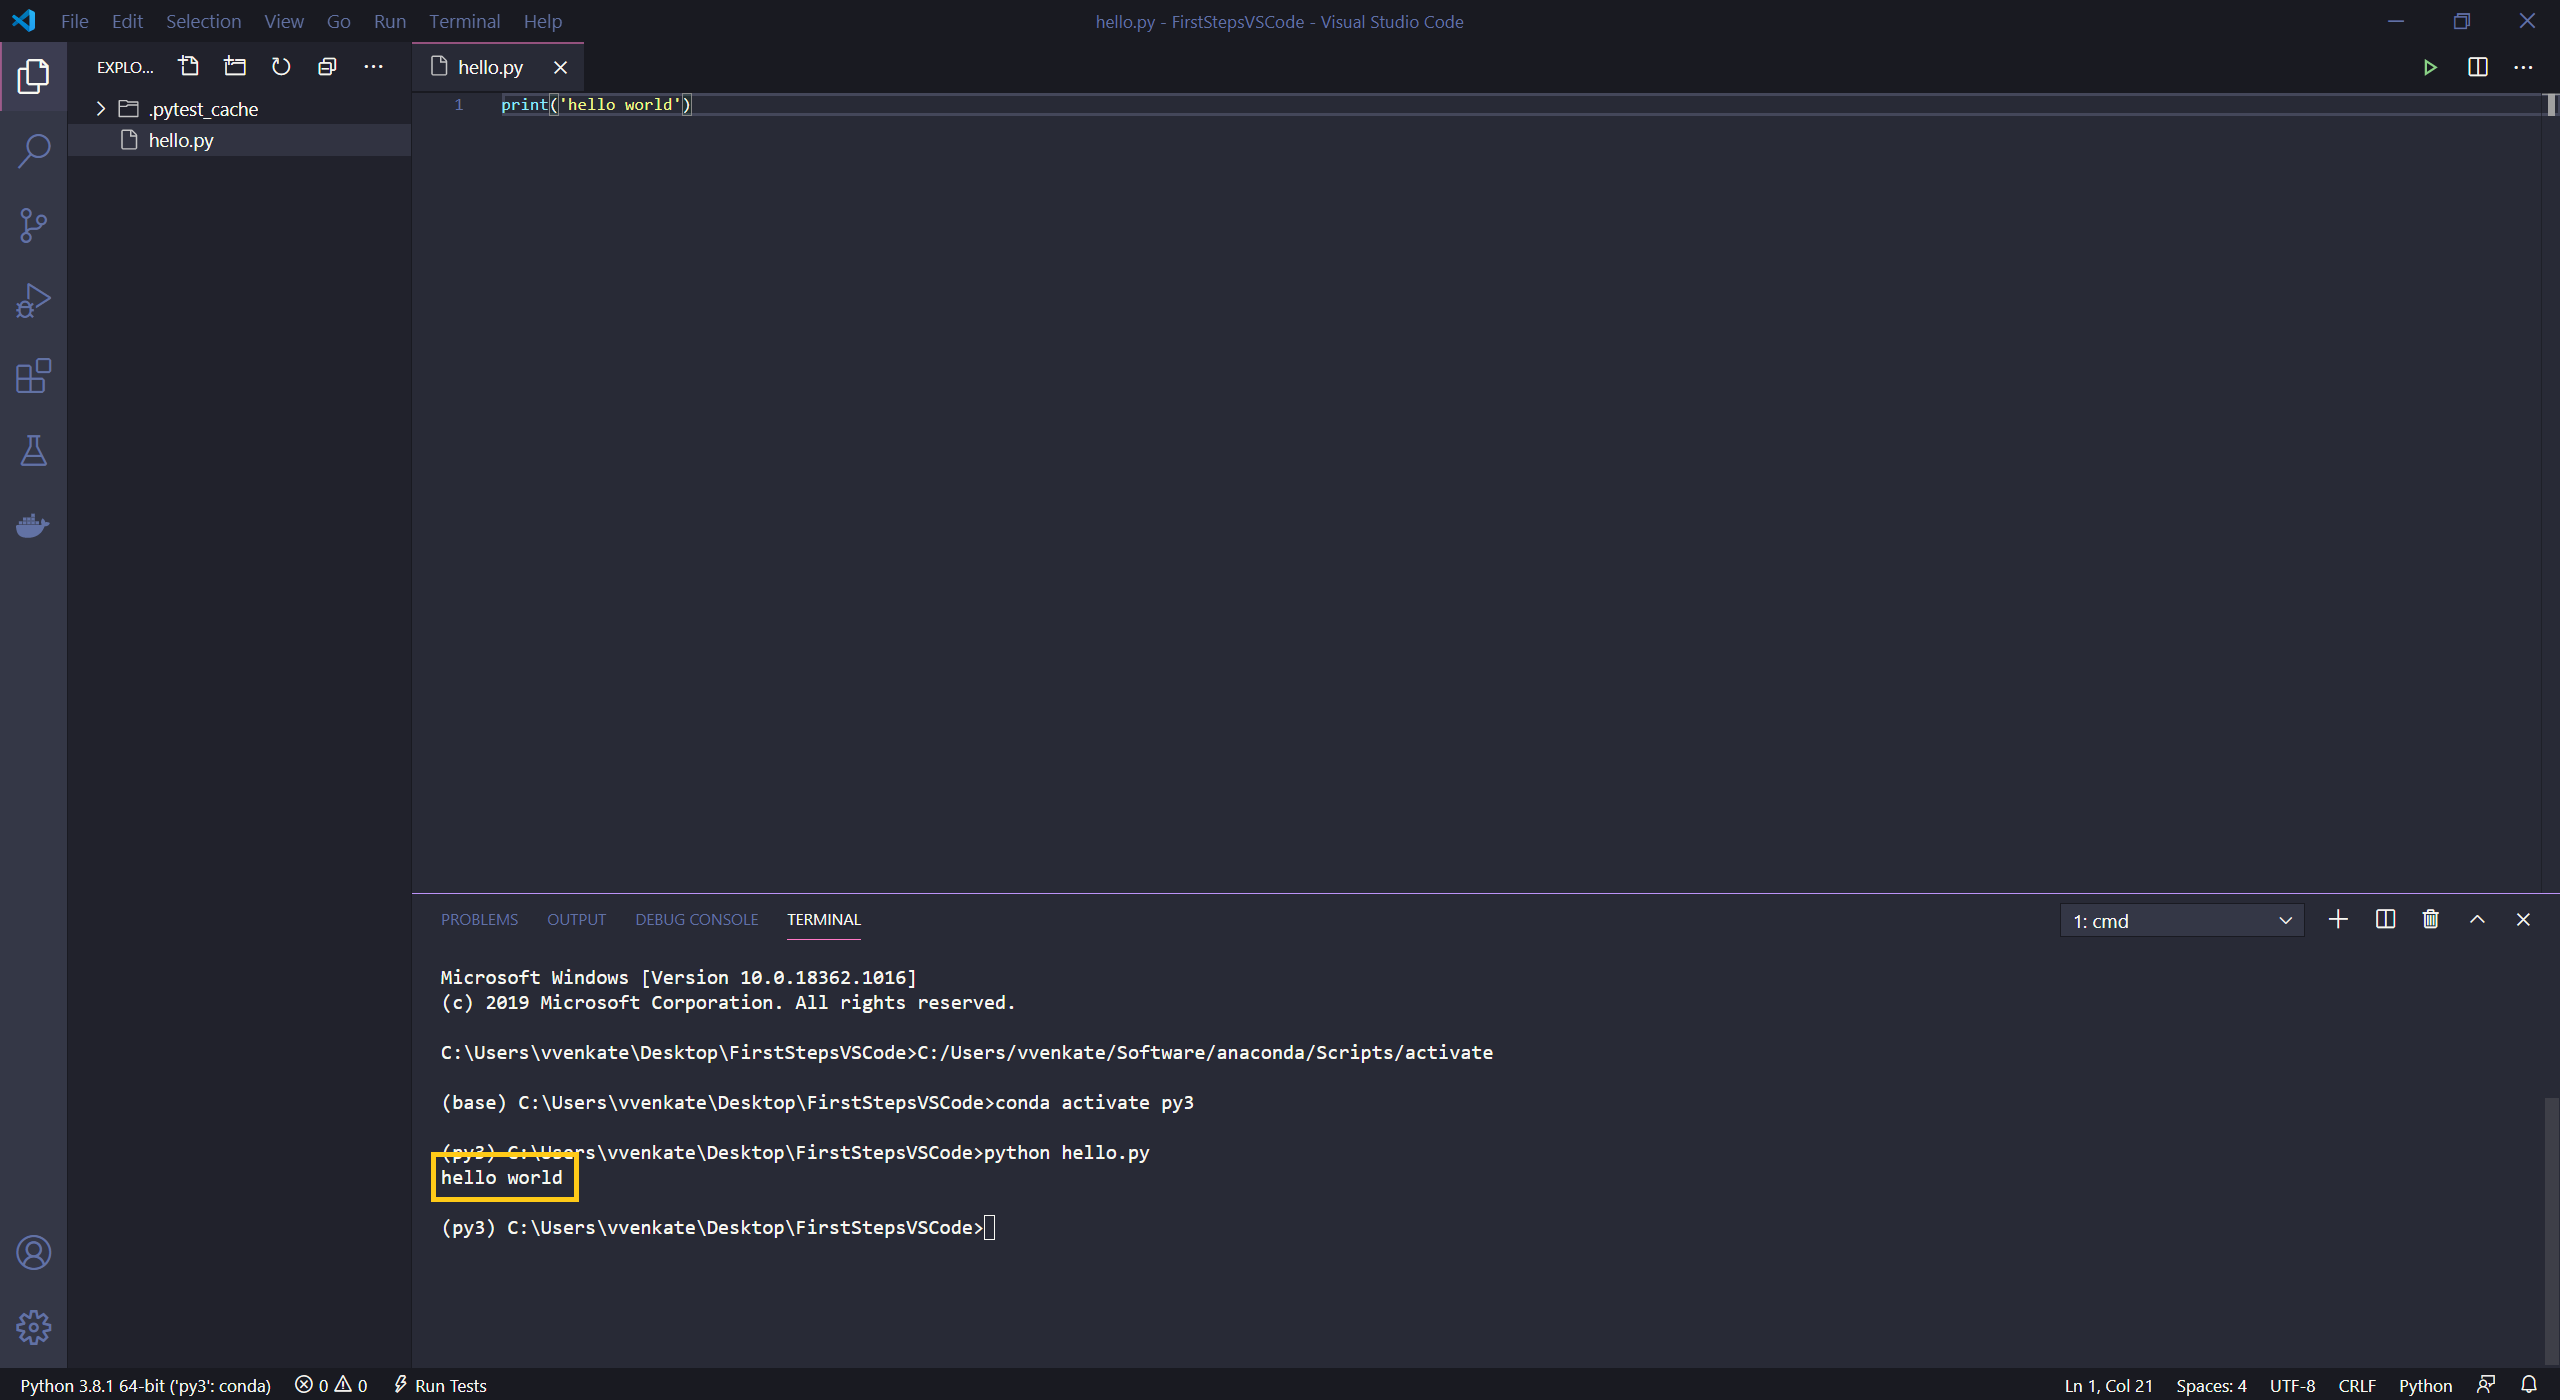 File Edit Selection View Go Run Terminal Help
hello.py - FirstStepsVSCode - Visual Studio Code
EXPLO...
.pytest_cache
hello.py
hello.py
1 print('hello world')
PROBLEMS OUTPUT DEBUG CONSOLE TERMINAL
1: cmd
Microsoft Windows [Version 10.0.18362.1016]
(c) 2019 Microsoft Corporation. All rights reserved.
C:\Users\vvenkate\Desktop\FirstStepsVSCode>C:/Users/vvenkate/Software/anaconda/Scripts/activate
(base) C:\Users\vvenkate\Desktop\FirstStepsVSCode>conda activate py3
(py3) C:\Users\vvenkate\Desktop\FirstStepsVSCode>python hello.py
hello world
(py3) C:\Users\vvenkate\Desktop\FirstStepsVSCode>
Python 3.8.1 64-bit ('py3': conda) 0 0 Run Tests
Ln 1, Col 21 Spaces: 4 UTF-8 CRLF Python